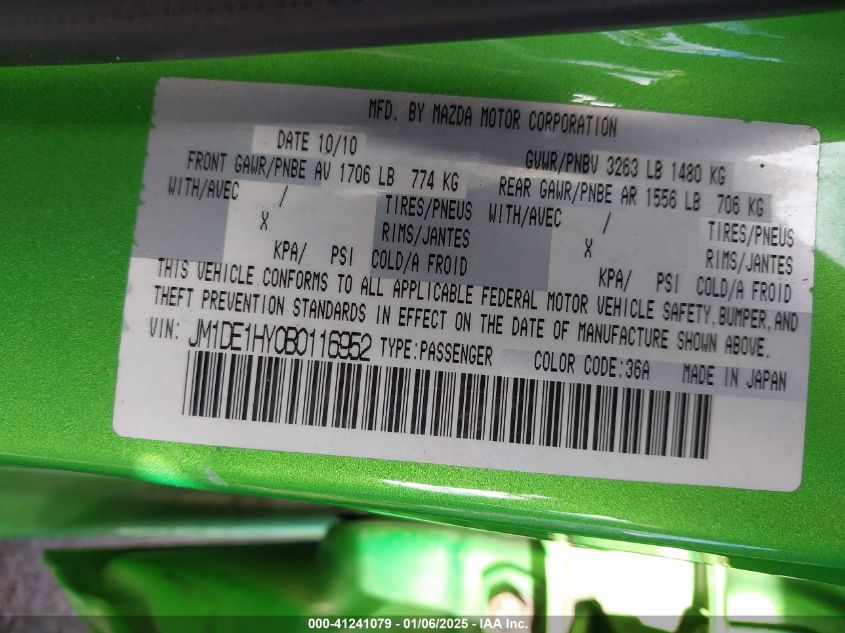 MFD. BY MAZDA MOTOR CORPORATION
DATE 10/10 GVWR/PNBV 3263 LB 1480 KG
FRONT GAWR/PNBE AV 1706 LB 774 KG REAR GAWR/PNBE AR 1556 LB 706 KG
WITH/AVEC / TIRES/PNEUS WITH/AVEC / TIRES/PNEUS
X RIMS/JANTES X RIMS/JANTES
KPA/ PSI COLD/A FROID KPA/ PSI COLD/A FROID
THIS VEHICLE CONFORMS TO ALL APPLICABLE FEDERAL MOTOR VEHICLE SAFETY, BUMPER, AND
THEFT PREVENTION STANDARDS IN EFFECT ON THE DATE OF MANUFACTURE SHOWN ABOVE.
VIN: JM1DE1HY0B0116952 TYPE:PASSENGER COLOR CODE:36A MADE IN JAPAN
000-41241079 - 01/06/2025 - IAA Inc.